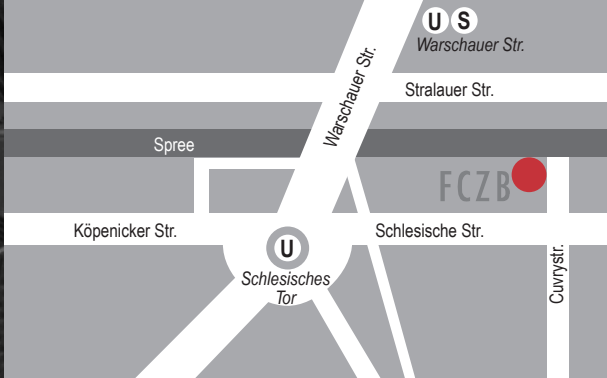 U S
Warschauer Str.
Warschauer Str.
Stralauer Str.
Spree
FCZB
Köpenicker Str.
Schlesische Str.
U
Schlesisches
Tor
Cuvrystr.